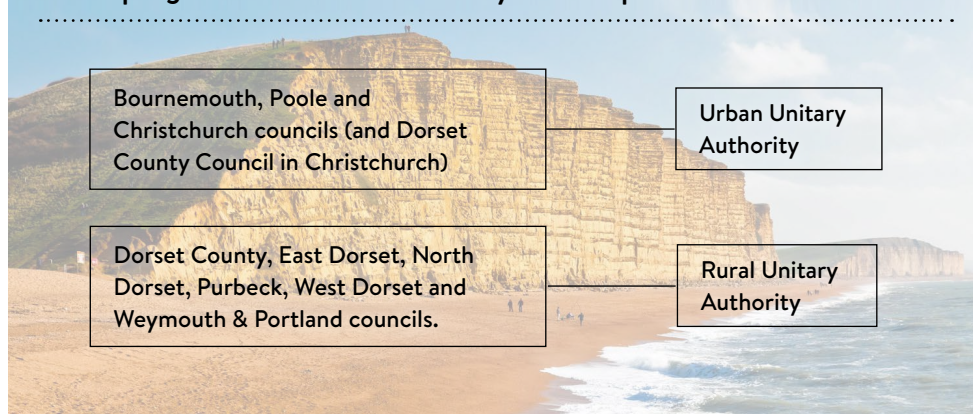 Bournemouth, Poole and
Christchurch councils (and Dorset
County Council in Christchurch)
Urban Unitary
Authority
Dorset County, East Dorset, North
Dorset, Purbeck, West Dorset and
Weymouth & Portland councils.
Rural Unitary
Authority